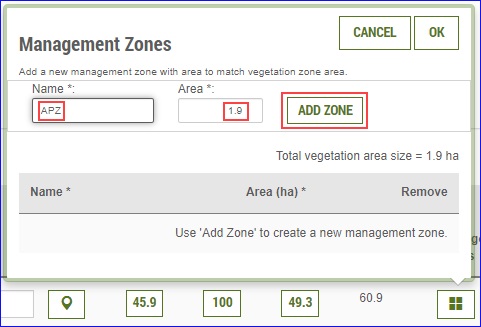 Management Zones
CANCEL
OK
Add a new management zone with area to match vegetation zone area.
Name *: Area *:
APZ 1.9 ADD ZONE
Total vegetation area size = 1.9 ha
Name * Area (ha) * Remove
Use 'Add Zone' to create a new management zone.
45.9 100 49.3 60.9